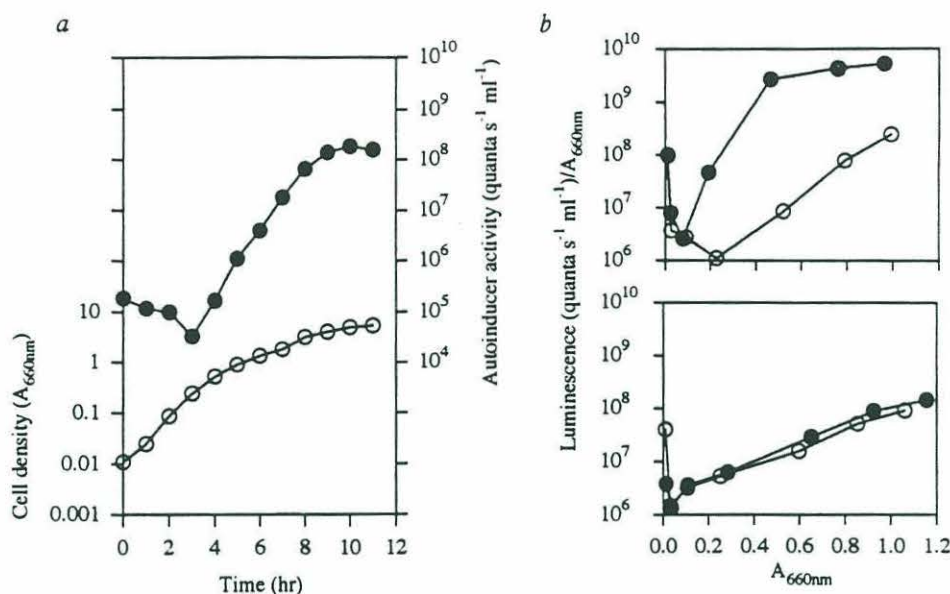 a
10
1
0.1
0.01
0.001
Cell density (A660nm)
0 2 4 6 8 10 12
Time (hr)
10^10
10^9
10^8
10^7
10^6
10^5
10^4
Autoinducer activity (quanta s^-1 ml^-1)
b
10^10
10^9
10^8
10^7
10^6
10^10
10^9
10^8
10^7
10^6
Luminescence (quanta s^-1 ml^-1)/A660nm
0.0 0.2 0.4 0.6 0.8 1.0 1.2
A660nm